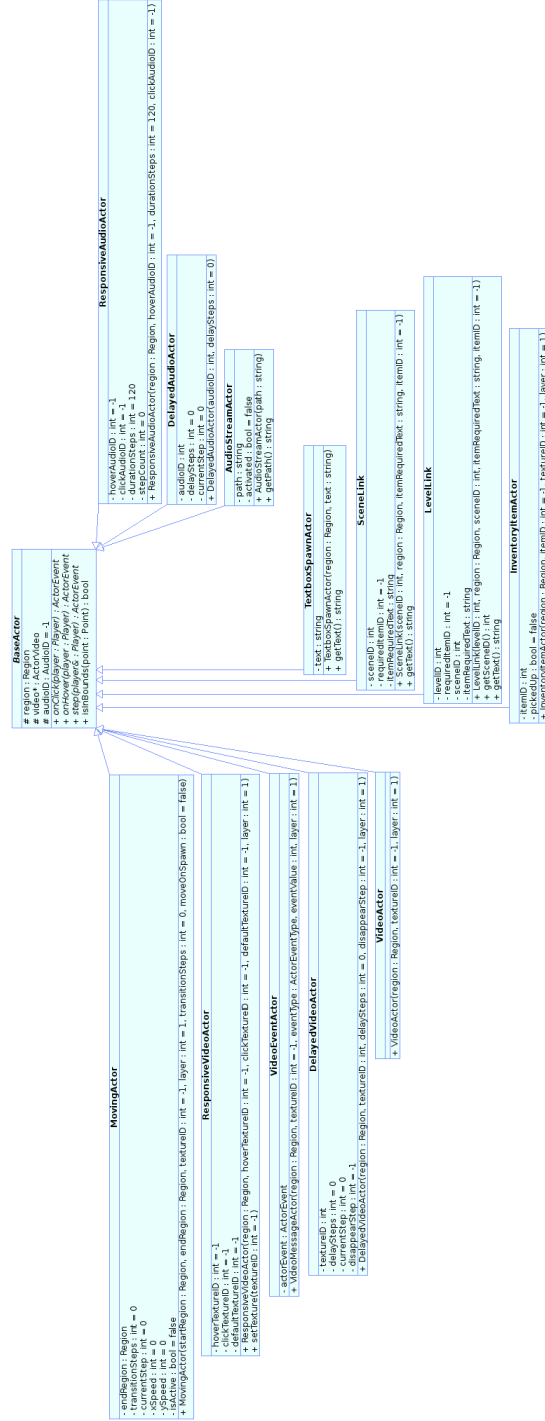 BaseActor
# region : Region
# video* : ActorVideo
# audioID : AudioID = -1
+ onClick(player : Player) : ActorEvent
+ onHover(player : Player) : ActorEvent
+ step(player& : Player) : ActorEvent
+ isInBounds(point : Point) : bool
ResponsiveAudioActor
- hoverAudioID : int = -1
- clickAudioID : int = -1
- durationSteps : int = 120
- stepCount : int = 0
+ ResponsiveAudioActor(region : Region, hoverAudioID : int = -1, durationSteps : int = 120, clickAudioID : int = -1)
DelayedAudioActor
- audioID : int
- delaySteps : int = 0
- currentStep : int = 0
+ DelayedAudioActor(audioID : int, delaySteps : int = 0)
AudioStreamActor
- path : string
- activated : bool = false
+ AudioStreamActor(path : string)
+ getPath() : string
TextboxSpawnActor
- text : string
+ TextboxSpawnActor(region : Region, text : string)
+ getText() : string
SceneLink
- sceneID : int
- requiredItemID : int = -1
- itemRequiredText : string
+ SceneLink(sceneID : int, region : Region, itemRequiredText : string, itemID : int = -1)
+ getText() : string
LevelLink
- levelID : int
- requiredItemID : int = -1
- sceneID : int
- itemRequiredText : string
+ LevelLink(levelID : int, region : Region, sceneID : int, itemRequiredText : string, itemID : int = -1)
+ getSceneID() : int
+ getText() : string
InventoryItemActor
- itemID : int
- pickedUp : bool = false
+ InventoryItemActor(region : Region, itemID : int = -1, textureID : int = -1, layer : int = 1)
MovingActor
- endRegion : Region
- transitionSteps : int = 0
- currentStep : int = 0
- xSpeed : int = 0
- ySpeed : int = 0
- isActive : bool = false
+ MovingActor(startRegion : Region, endRegion : Region, textureID : int = -1, layer : int = 1, transitionSteps : int = 0, moveOnSpawn : bool = false)
ResponsiveVideoActor
- hoverTextureID : int = -1
- clickTextureID : int = -1
- defaultTextureID : int = -1
+ ResponsiveVideoActor(region : Region, hoverTextureID : int = -1, clickTextureID : int = -1, defaultTextureID : int = -1, layer : int = 1)
+ setTexture(textureID : int = -1)
VideoEventActor
- actorEvent : ActorEvent
+ VideoMessageActor(region : Region, textureID : int = -1, eventType : ActorEventType, eventValue : int, layer : int = 1)
DelayedVideoActor
- textureID : int
- delaySteps : int = 0
- currentStep : int = 0
- disappearStep : int = -1
+ DelayedVideoActor(region : Region, textureID : int, delaySteps : int = 0, disappearStep : int = -1, layer : int = 1)
VideoActor
+ VideoActor(region : Region, textureID : int = -1, layer : int = 1)